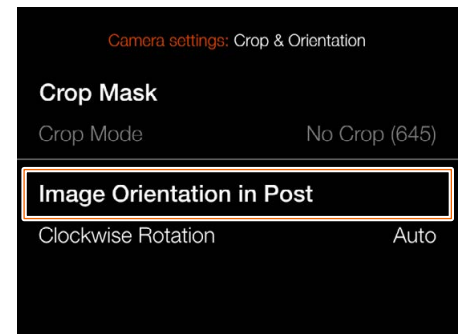 Camera settings: Crop & Orientation
Crop Mask
Crop Mode No Crop (645)
Image Orientation in Post
Clockwise Rotation Auto